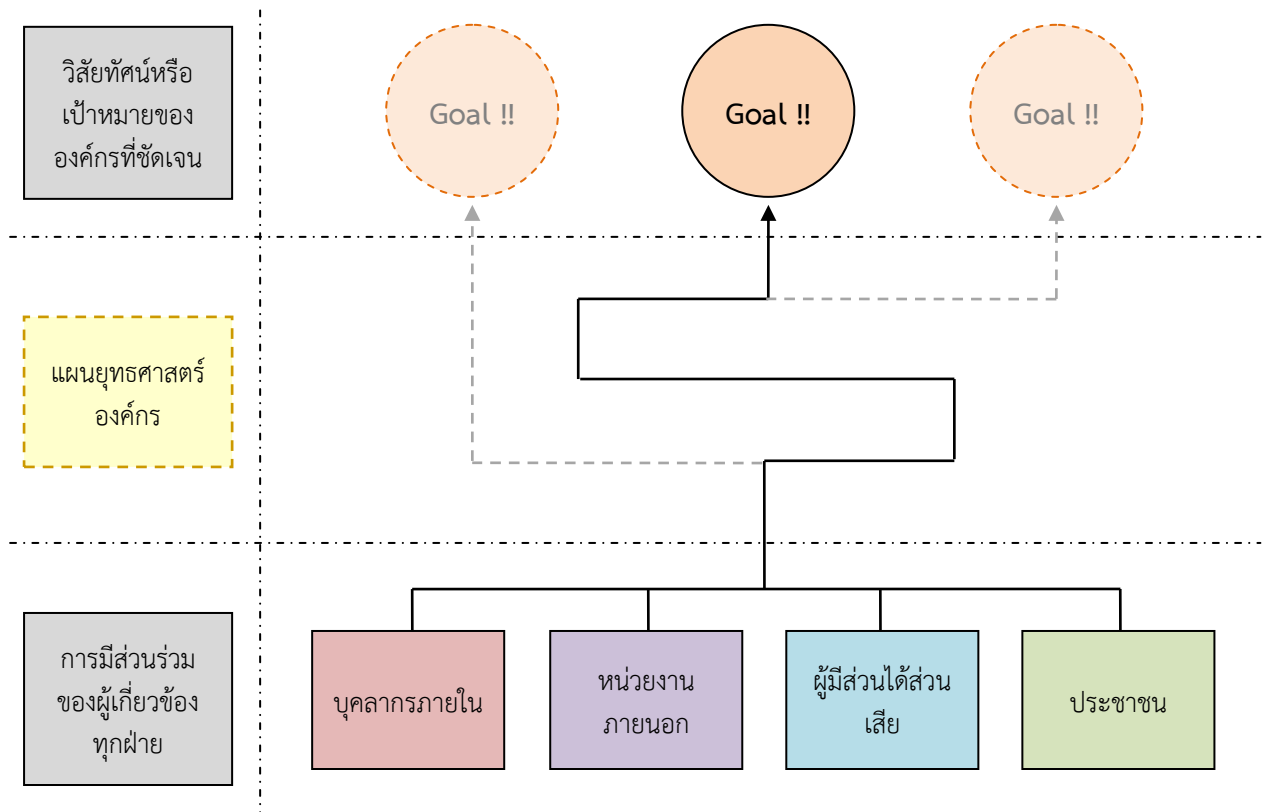 วิสัยทัศน์หรือ
เป้าหมายของ
องค์กรที่ชัดเจน
Goal !!
Goal !!
Goal !!
แผนยุทธศาสตร์
องค์กร
การมีส่วนร่วม
ของผู้เกี่ยวข้อง
ทุกฝ่าย
บุคลากรภายใน
หน่วยงาน
ภายนอก
ผู้มีส่วนได้ส่วน
เสีย
ประชาชน